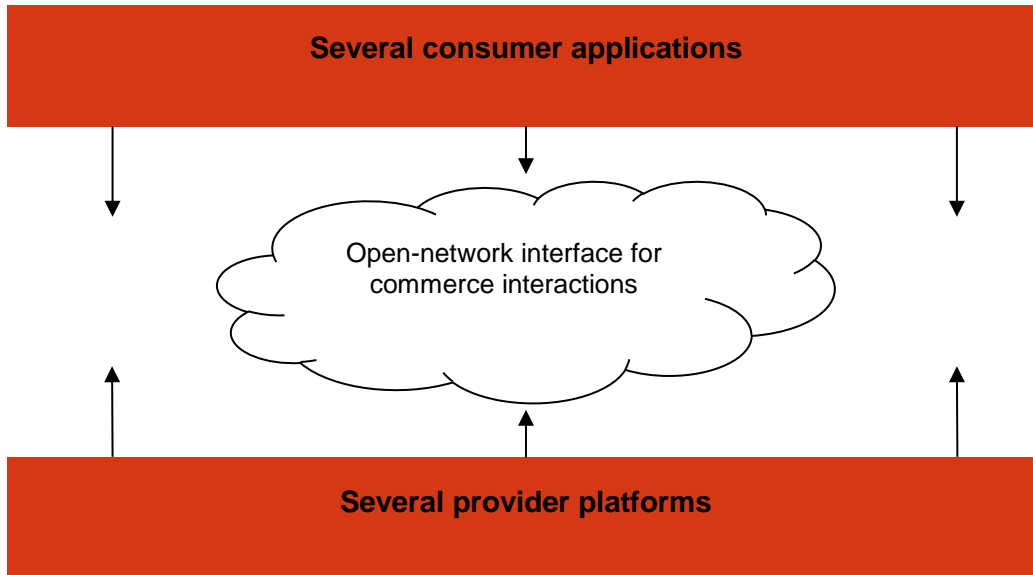 Several consumer applications
Open-network interface for
commerce interactions
Several provider platforms